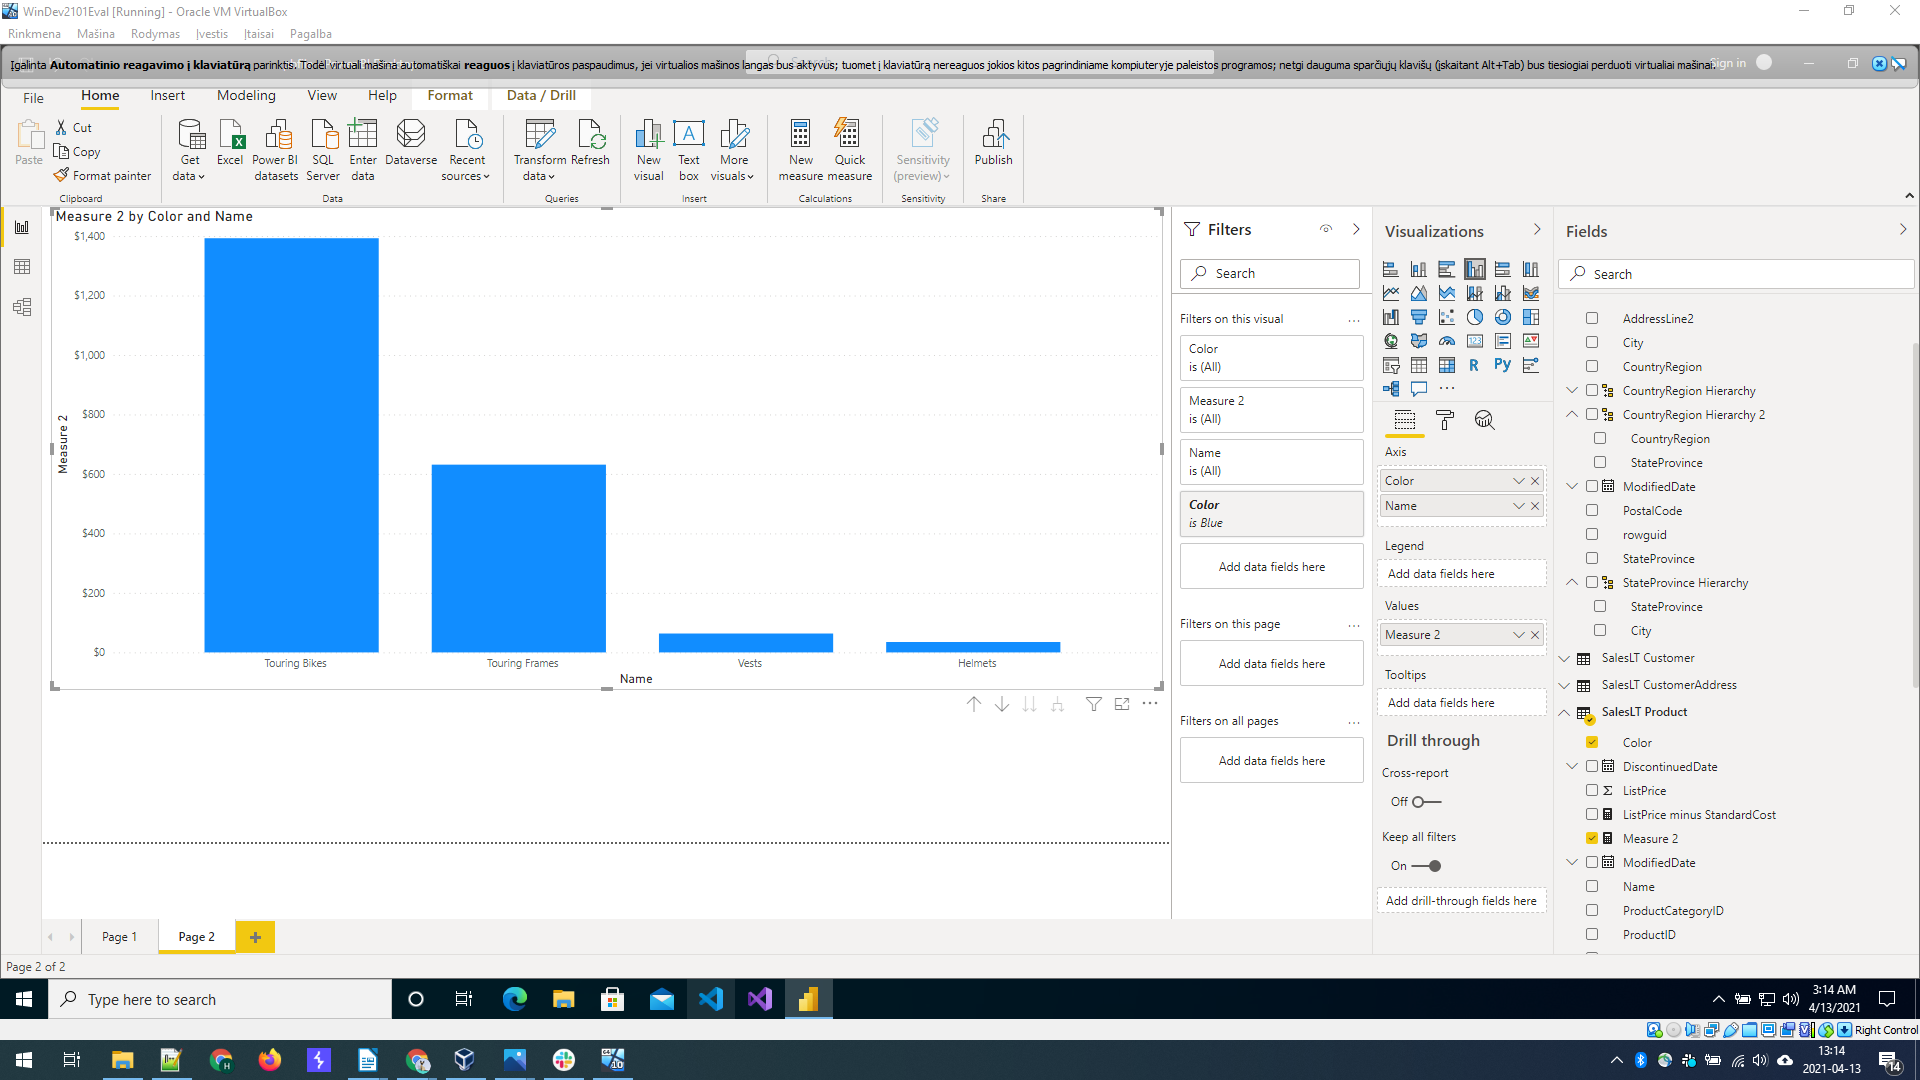 WinDev2101Eval [Running] - Oracle VM VirtualBox
Rinkmena Mašina Rodymas Įvestis Įtaisai Pagalba
Įgalinta Automatinio reagavimo į klaviatūrą parinktis. Todėl virtuali mašina automatiškai reaguos į klaviatūros paspaudimus, jei virtualios mašinos langas bus aktyvus; tuomet į klaviatūrą nereaguos jokios kitos pagrindiniame kompiuteryje paleistos programos; netgi dauguma sparčiųjų klavišų (įskaitant Alt+Tab) bus tiesiogiai perduoti virtualiai mašinai.
Sign in
File Home Insert Modeling View Help Format Data / Drill
Paste
Cut
Copy
Format painter
Clipboard
Get data
Excel
Power BI datasets
SQL Server
Enter data
Dataverse
Recent sources
Data
Transform data
Refresh
Queries
New visual
Text box
More visuals
Insert
New measure
Quick measure
Calculations
Sensitivity (preview)
Sensitivity
Publish
Share
Measure 2 by Color and Name
$1,400
$1,200
$1,000
$800
$600
$400
$200
$0
Measure 2
Touring Bikes Touring Frames Vests Helmets
Name
Filters
Search
Filters on this visual
Color
is (All)
Measure 2
is (All)
Name
is (All)
Color
is Blue
Add data fields here
Filters on this page
Add data fields here
Filters on all pages
Add data fields here
Visualizations
123
R Py
Axis
Color
Name
Legend
Add data fields here
Values
Measure 2
Tooltips
Add data fields here
Drill through
Cross-report
Off
Keep all filters
On
Add drill-through fields here
Fields
Search
AddressLine2
City
CountryRegion
CountryRegion Hierarchy
CountryRegion Hierarchy 2
CountryRegion
StateProvince
ModifiedDate
PostalCode
rowguid
StateProvince
StateProvince Hierarchy
StateProvince
City
SalesLT Customer
SalesLT CustomerAddress
SalesLT Product
Color
DiscontinuedDate
ListPrice
ListPrice minus StandardCost
Measure 2
ModifiedDate
Name
ProductCategoryID
ProductID
Page 1 Page 2
Page 2 of 2
Type here to search
3:14 AM
4/13/2021
Right Control
13:14
2021-04-13
14